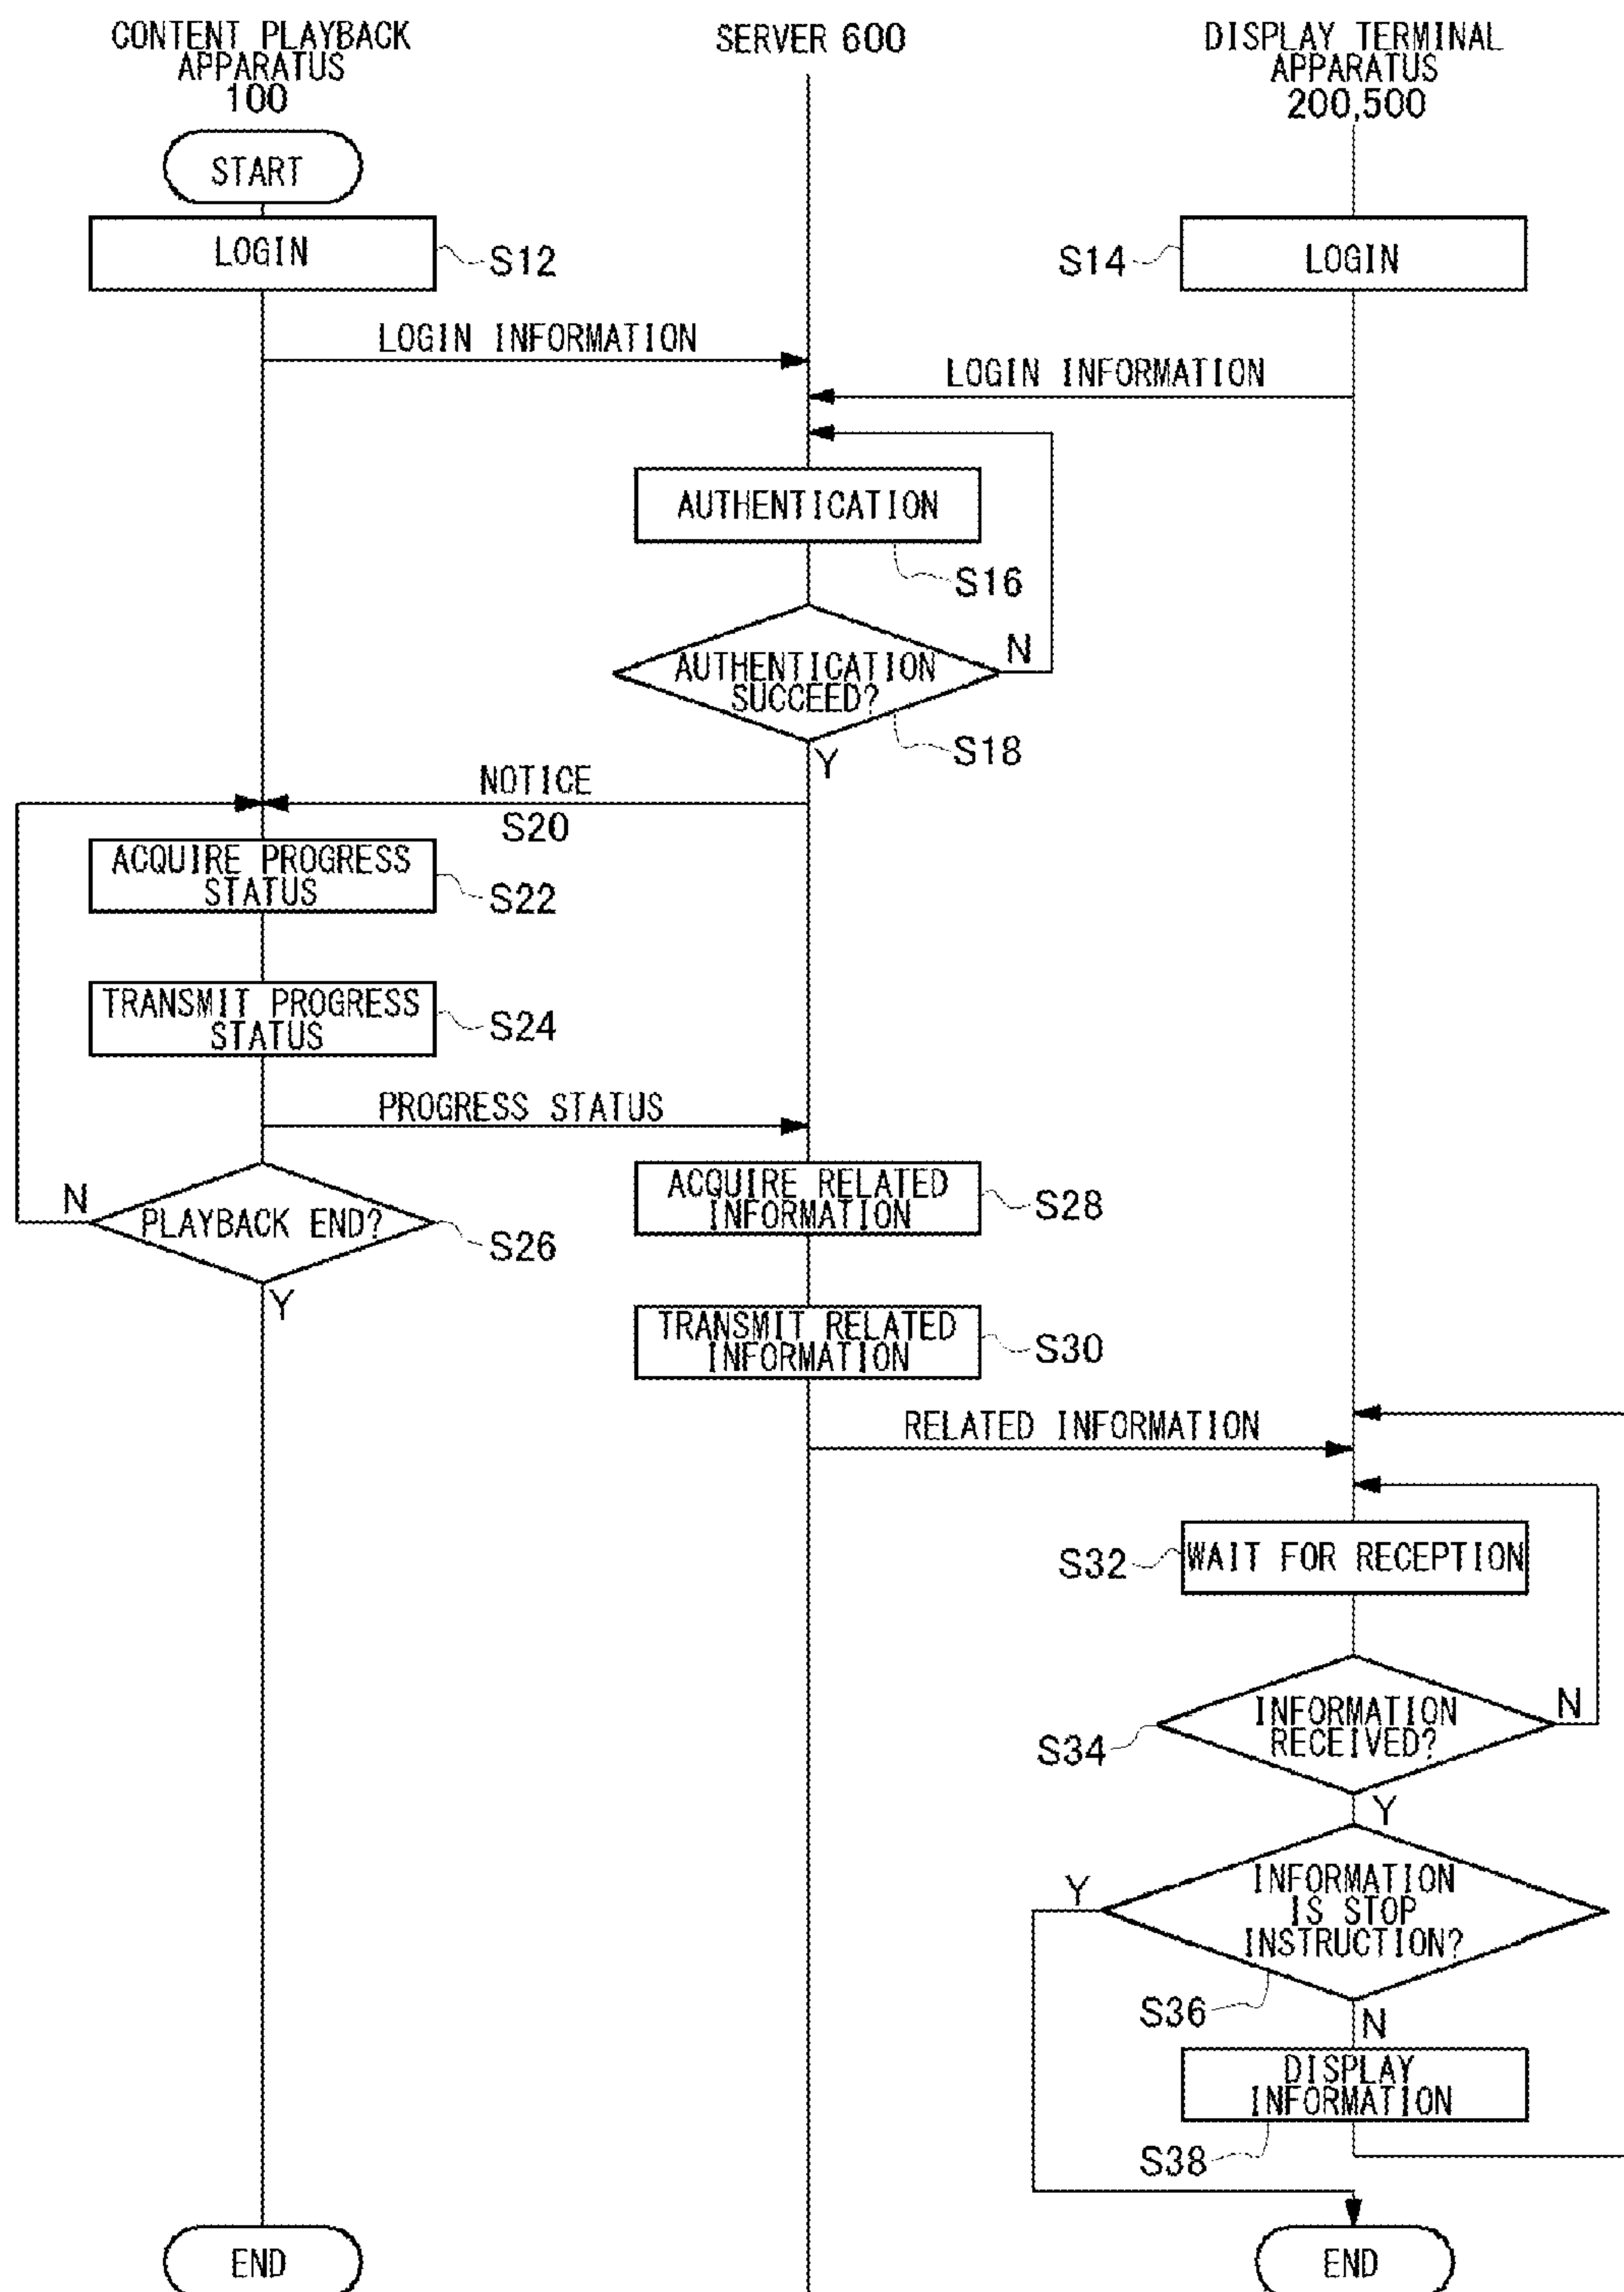 CONTENT PLAYBACK
APPARATUS
100
SERVER 600
DISPLAY TERMINAL
APPARATUS
200,500
START
LOGIN
S12
S14
LOGIN
LOGIN INFORMATION
LOGIN INFORMATION
AUTHENTICATION
S16
AUTHENTICATION
SUCCEED?
N
S18
Y
NOTICE
S20
ACQUIRE PROGRESS
STATUS
S22
TRANSMIT PROGRESS
STATUS
S24
PROGRESS STATUS
N
PLAYBACK END?
S26
Y
ACQUIRE RELATED
INFORMATION
S28
TRANSMIT RELATED
INFORMATION
S30
RELATED INFORMATION
S32
WAIT FOR RECEPTION
INFORMATION
RECEIVED?
N
S34
Y
Y
INFORMATION
IS STOP
INSTRUCTION?
S36
N
DISPLAY
INFORMATION
S38
END
END